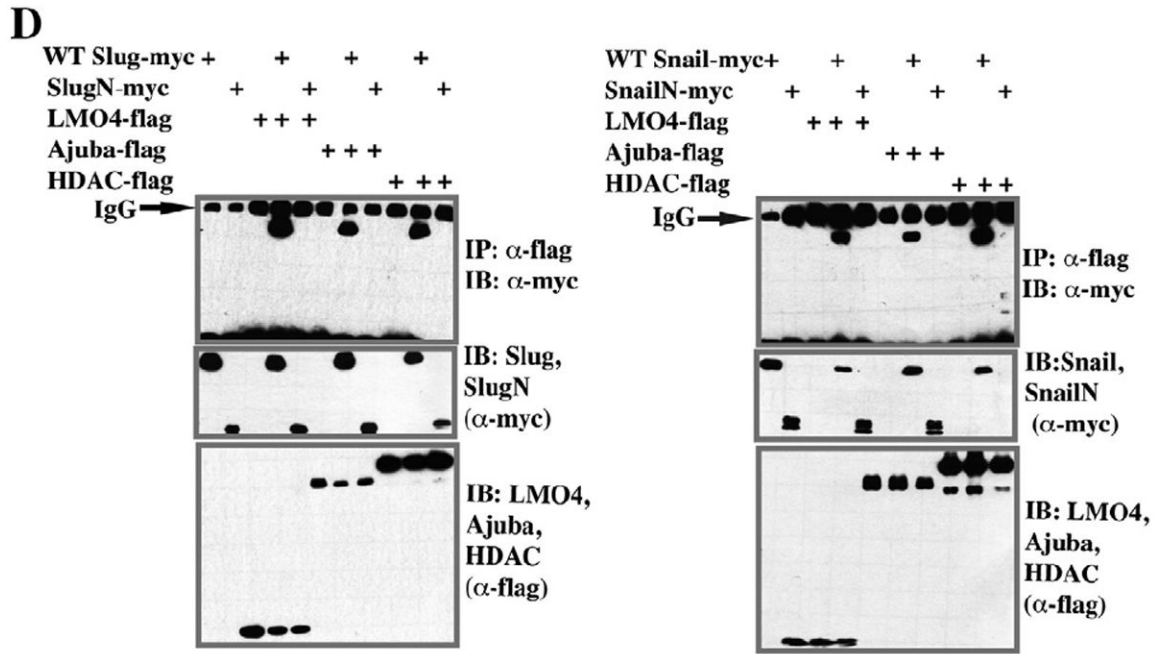 D
WT Slug-myc + + + +
SlugN-myc + + + +
LMO4-flag + + +
Ajuba-flag + + +
HDAC-flag + + +
IgG
IP: α-flag
IB: α-myc
IB: Slug,
SlugN
(α-myc)
IB: LMO4,
Ajuba,
HDAC
(α-flag)
WT Snail-myc+ + + +
SnailN-myc + + + +
LMO4-flag + + +
Ajuba-flag + + +
HDAC-flag + + +
IgG
IP: α-flag
IB: α-myc
IB:Snail,
SnailN
(α-myc)
IB: LMO4,
Ajuba,
HDAC
(α-flag)